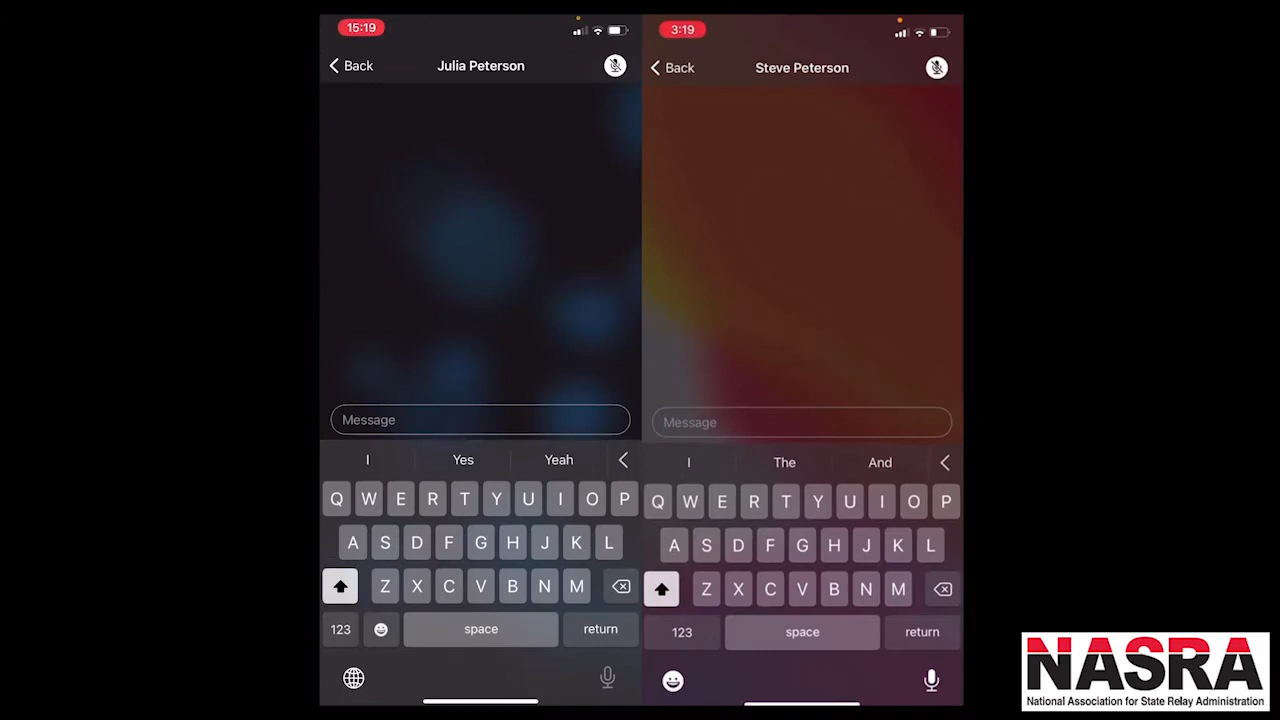 15:19
Back
Julia Peterson
Message
I Yes Yeah
Q W E R T Y U I O P
A S D F G H J K L
Z X C V B N M
123 space return
3:19
Back
Steve Peterson
Message
I The And
Q W E R T Y U I O P
A S D F G H J K L
Z X C V B N M
123 space return
NASRA
National Association for State Relay Administration